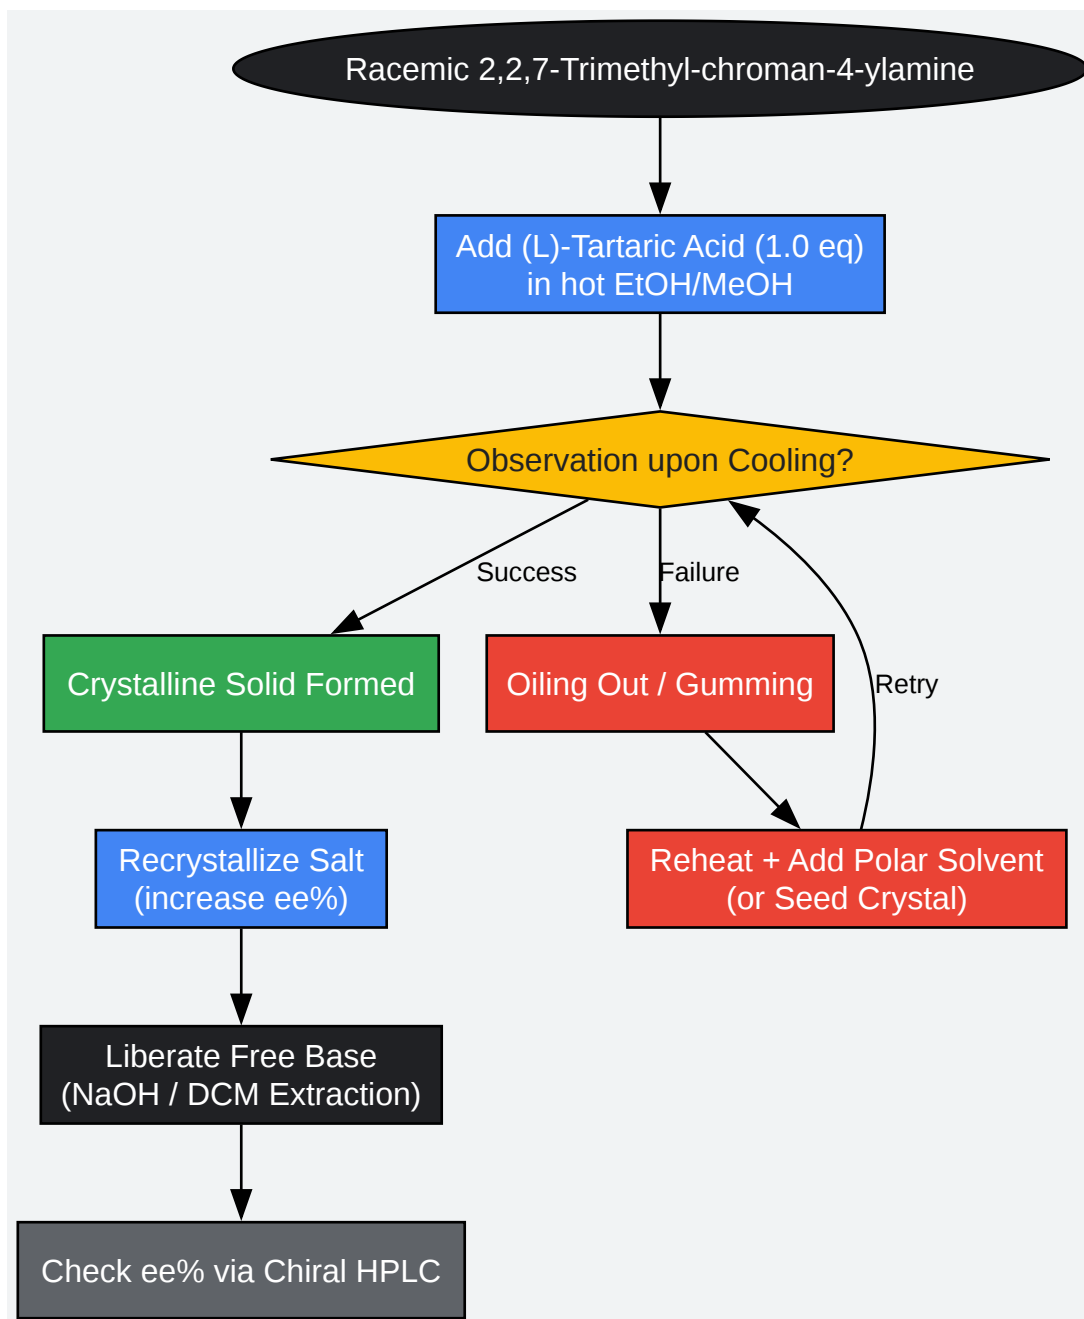 Racemic 2,2,7-Trimethyl-chroman-4-ylamine
Add (L)-Tartaric Acid (1.0 eq)
in hot EtOH/MeOH
Observation upon Cooling?
Success
Failure
Crystalline Solid Formed
Oiling Out / Gumming
Retry
Recrystallize Salt
(increase ee%)
Reheat + Add Polar Solvent
(or Seed Crystal)
Liberate Free Base
(NaOH / DCM Extraction)
Check ee% via Chiral HPLC